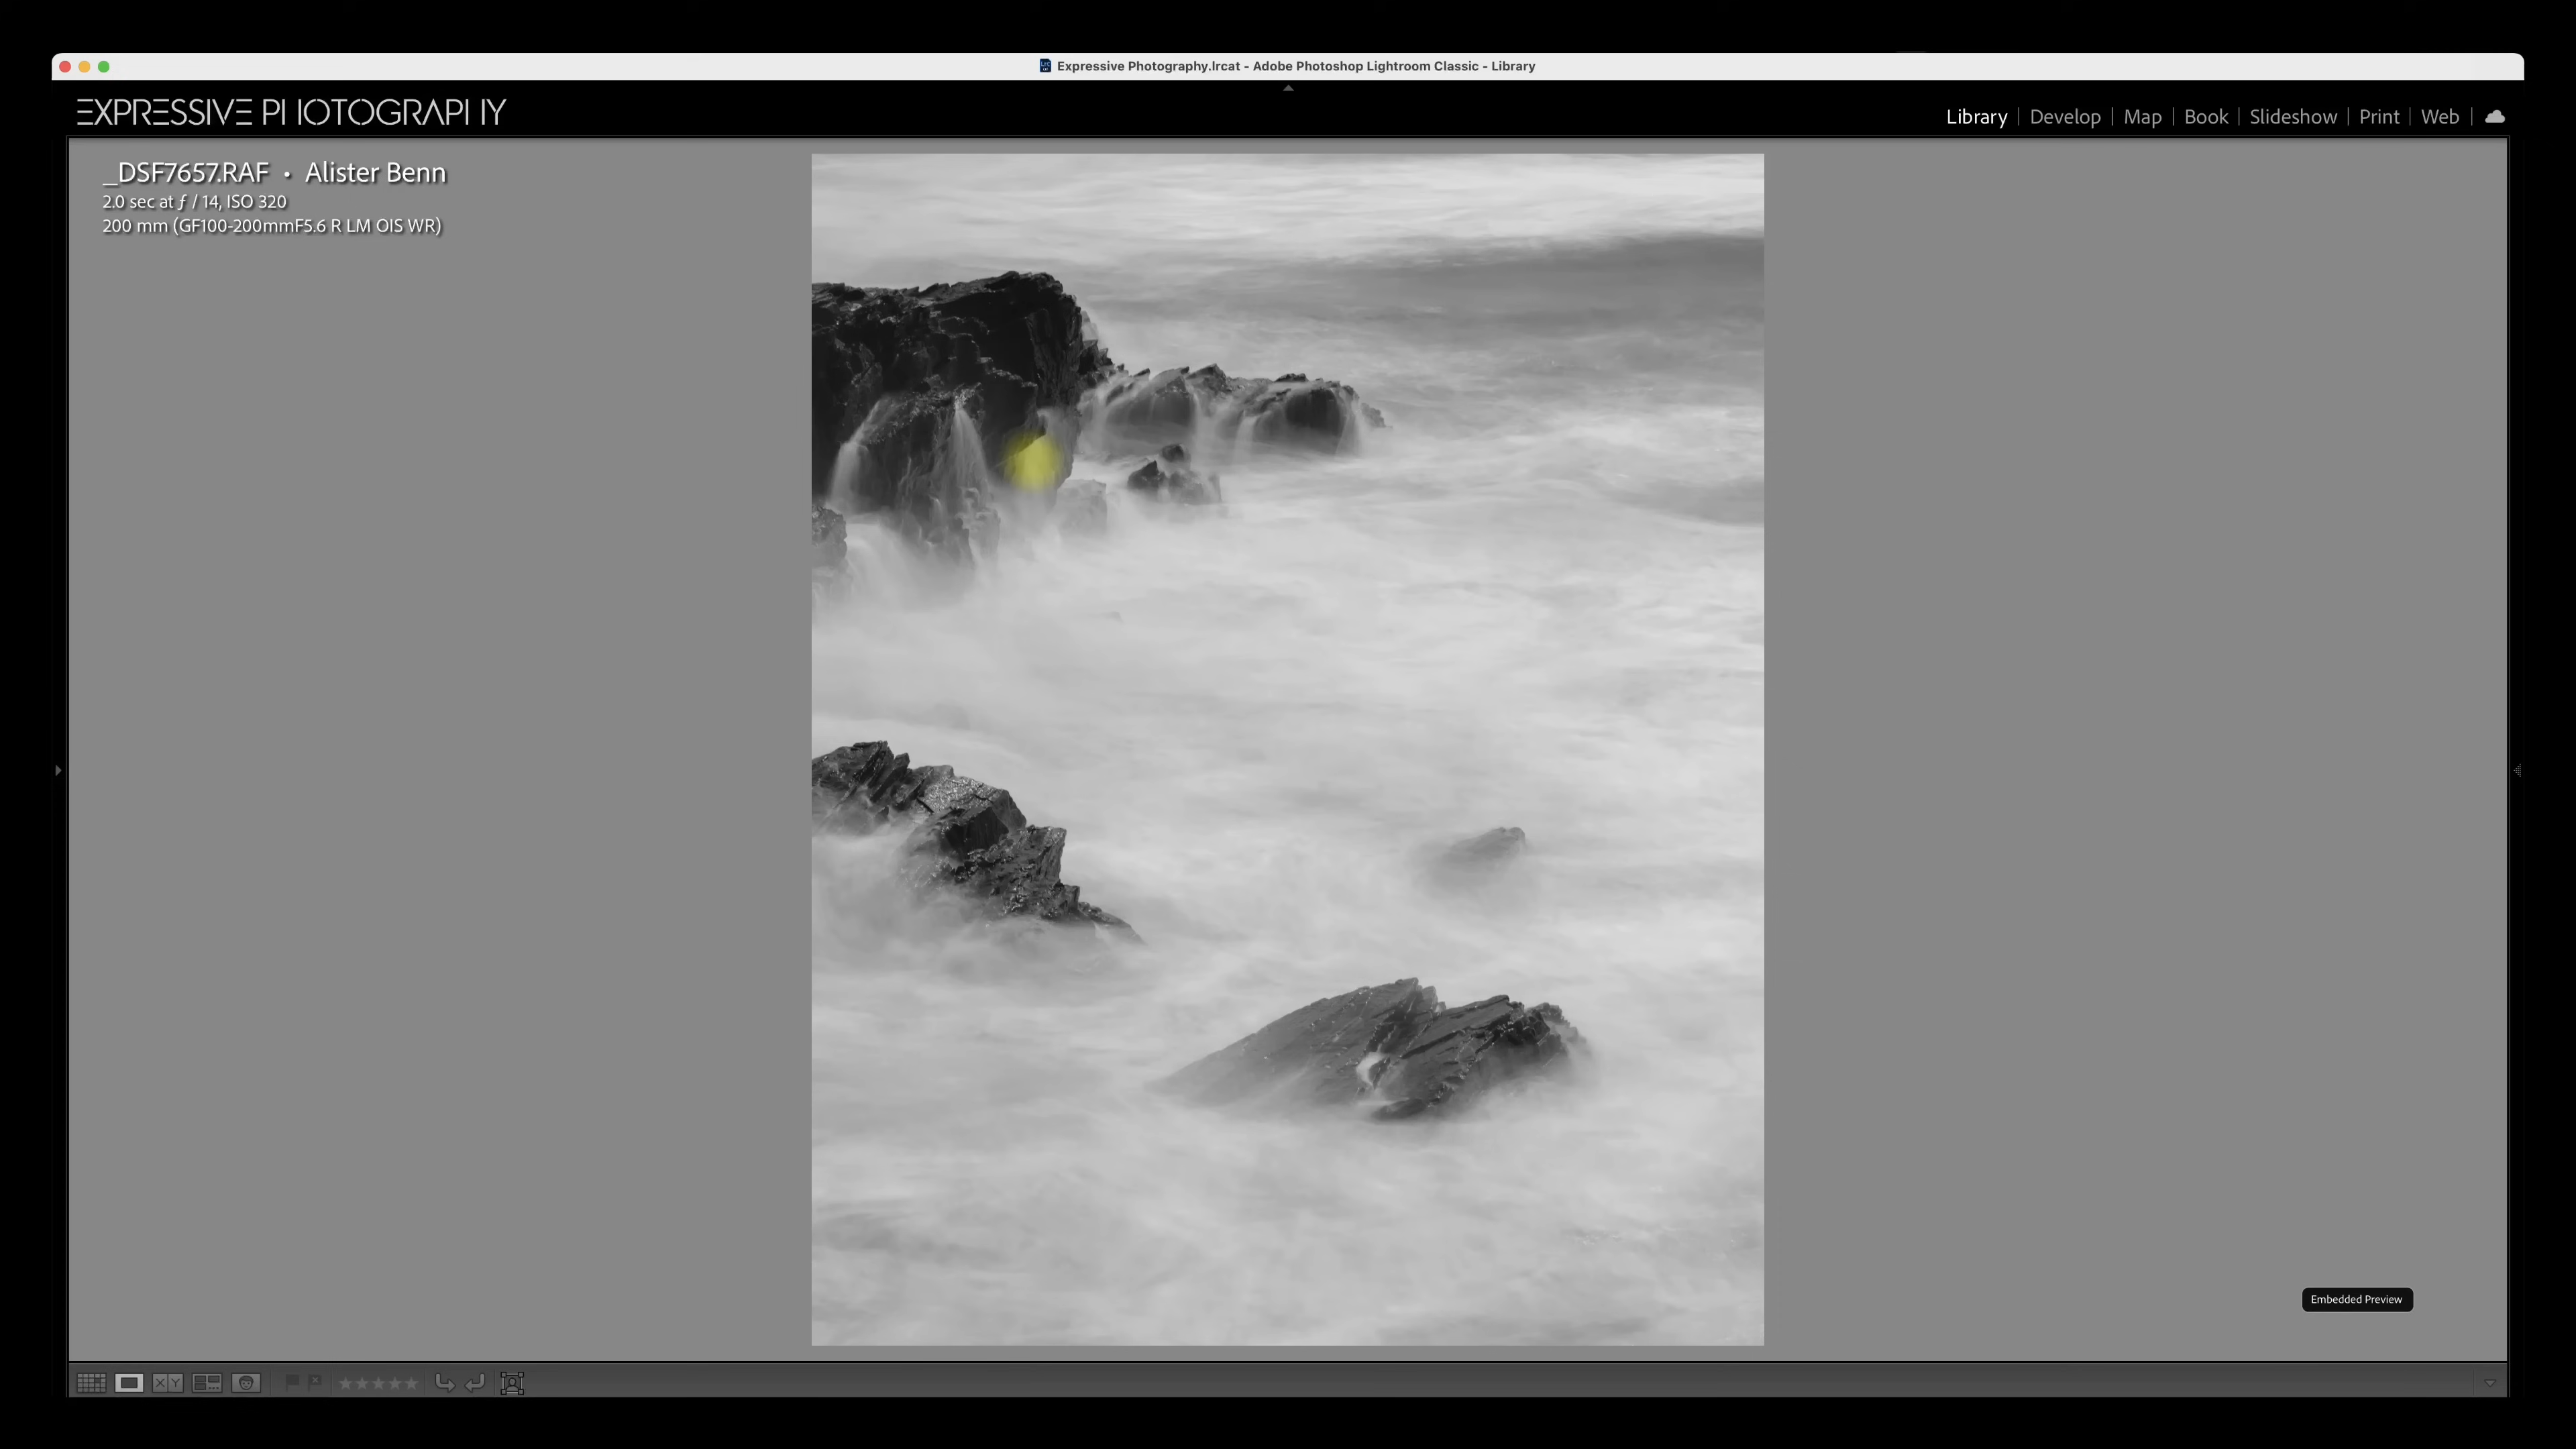 Expressive Photography.lrcat - Adobe Photoshop Lightroom Classic - Library
EXPRESSIVE PHOTOGRAPHY
Library | Develop | Map | Book | Slideshow | Print | Web |
_DSF7657.RAF • Alister Benn
2.0 sec at ƒ / 14, ISO 320
200 mm (GF100-200mmF5.6 R LM OIS WR)
Embedded Preview
XY